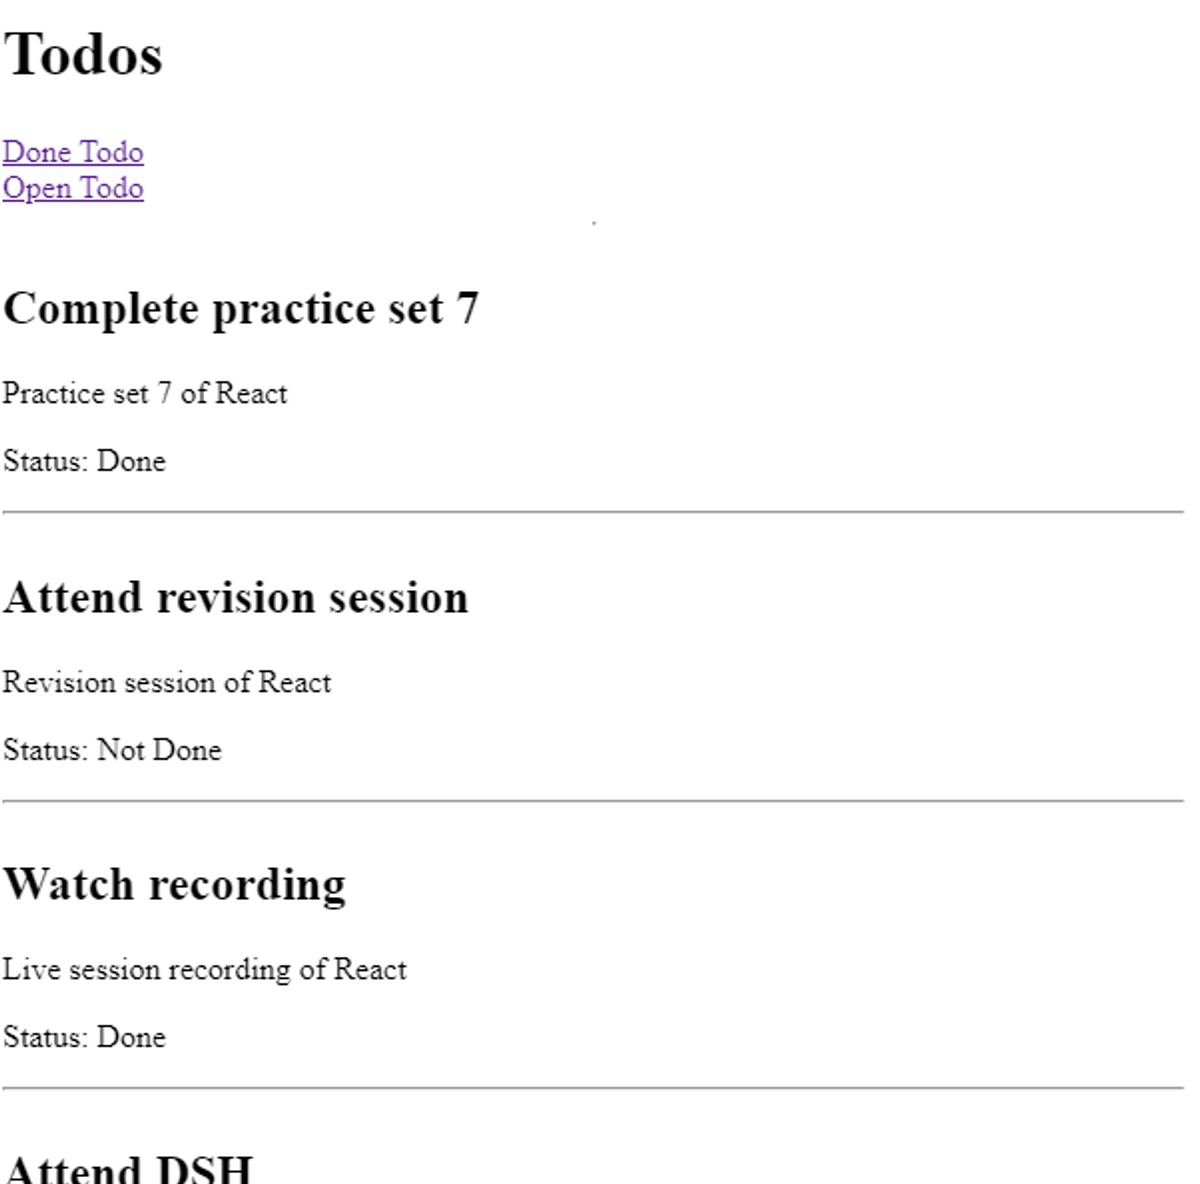 Todos
Done Todo
Open Todo
Complete practice set 7
Practice set 7 of React
Status: Done
Attend revision session
Revision session of React
Status: Not Done
Watch recording
Live session recording of React
Status: Done
Attend DSH